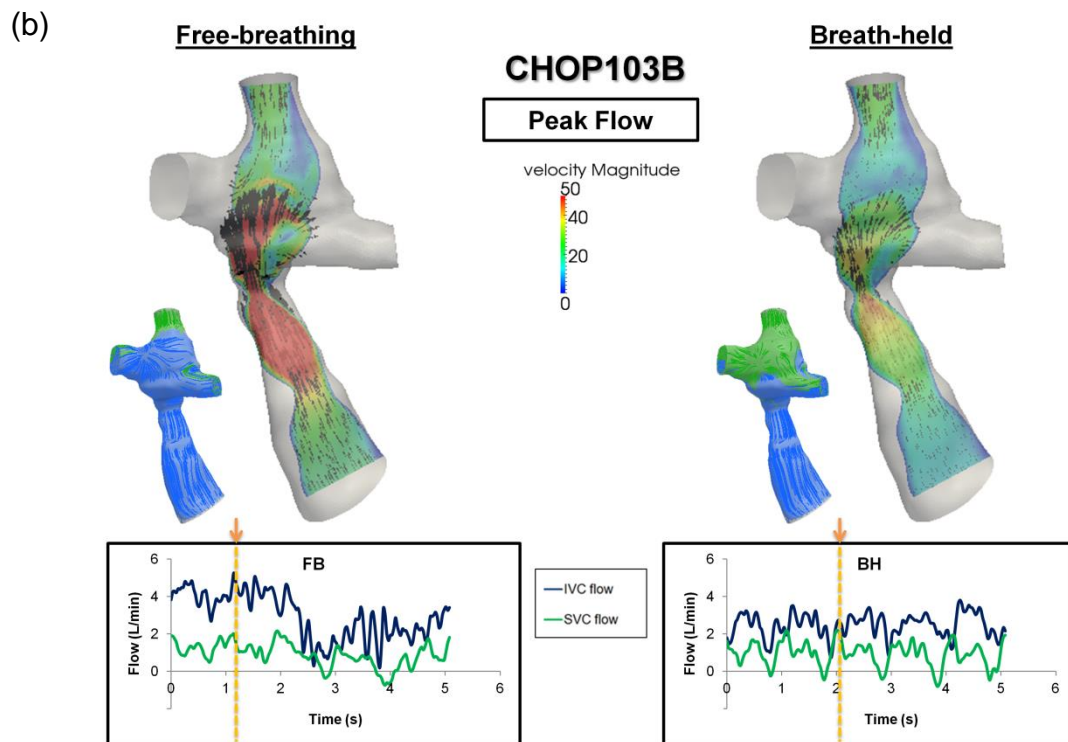 (b)
Free-breathing
Breath-held
CHOP103B
Peak Flow
velocity Magnitude
50
40
20
0
FB
Flow (L/min)
6
4
2
0
0 1 2 3 4 5 6
Time (s)
IVC flow
SVC flow
BH
Flow (L/min)
6
4
2
0
0 1 2 3 4 5 6
Time (s)